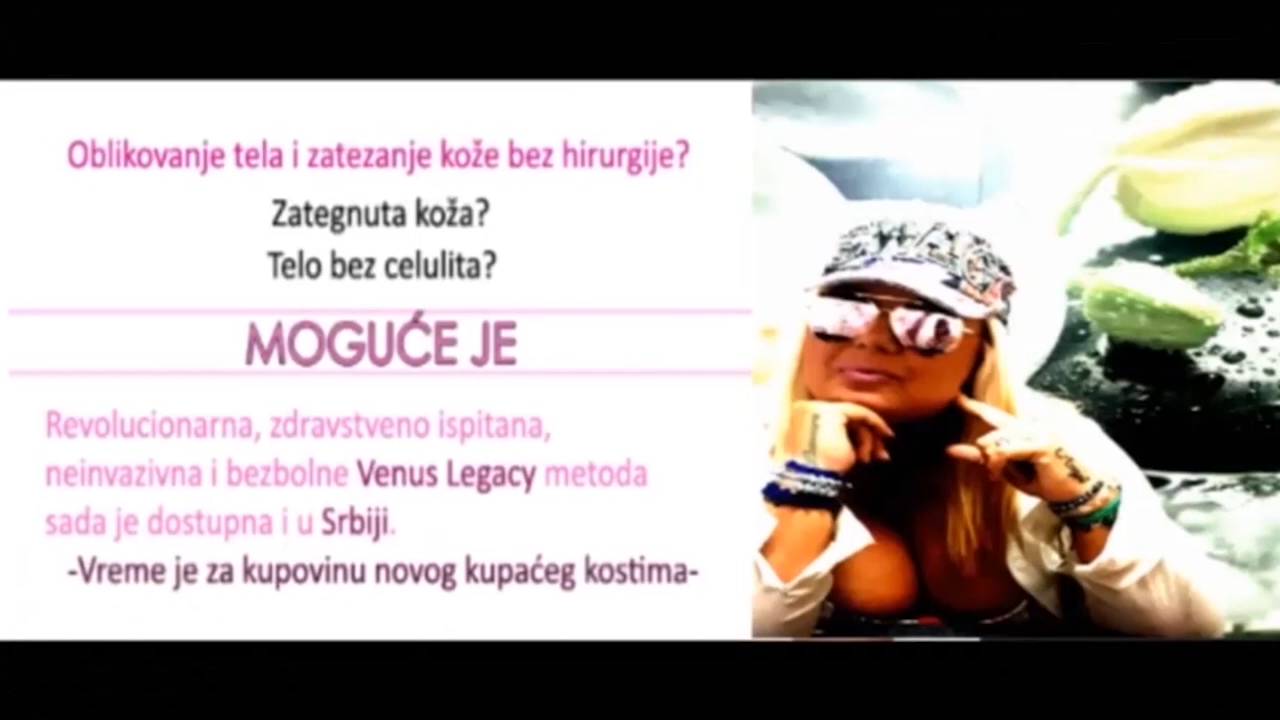 Oblikovanje tela i zatezanje kože bez hirurgije?
Zategnuta koža?
Telo bez celulita?
MOGUĆE JE
Revolucionarna, zdravstveno ispitana,
neinvazivna i bezbolne Venus Legacy metoda
sada je dostupna i u Srbiji.
-Vreme je za kupovinu novog kupaćeg kostima-